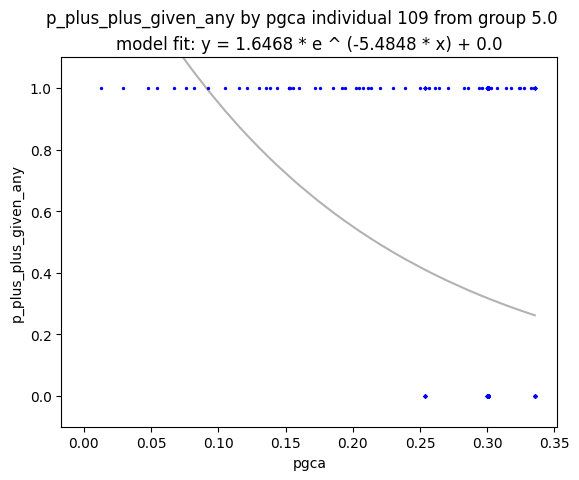 p_plus_plus_given_any by pgca individual 109 from group 5.0
model fit: y = 1.6468 * e ^ (-5.4848 * x) + 0.0
1.0
0.8
0.6
0.4
0.2
0.0
p_plus_plus_given_any
0.00 0.05 0.10 0.15 0.20 0.25 0.30 0.35
pgca